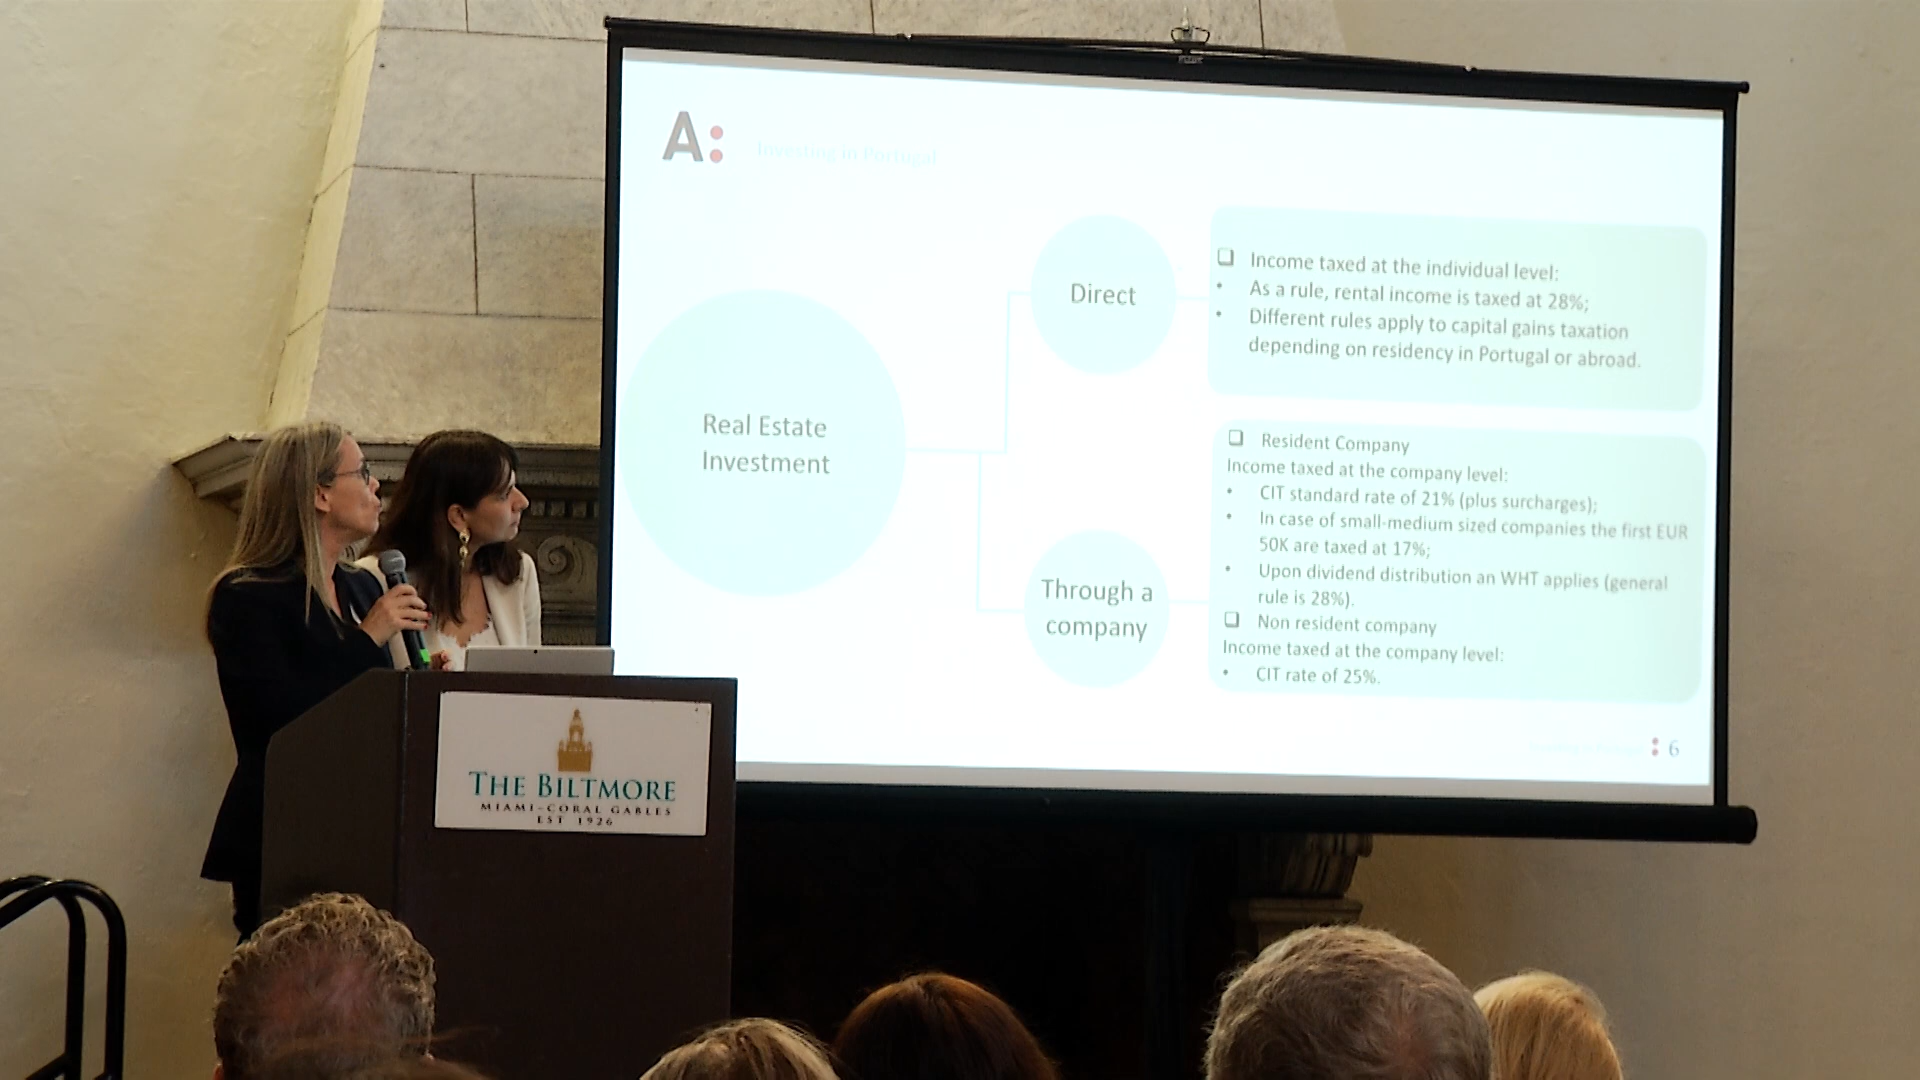 A:
Investing in Portugal
Real Estate
Investment
Direct
Income taxed at the individual level:
• As a rule, rental income is taxed at 28%;
• Different rules apply to capital gains taxation
depending on residency in Portugal or abroad.
Through a
company
Resident Company
Income taxed at the company level:
• CIT standard rate of 21% (plus surcharges);
• In case of small-medium sized companies the first EUR
50K are taxed at 17%;
• Upon dividend distribution an WHT applies (general
rule is 28%).
Non resident company
Income taxed at the company level:
• CIT rate of 25%.
6
THE BILTMORE
MIAMI-CORAL GABLES
EST 1926